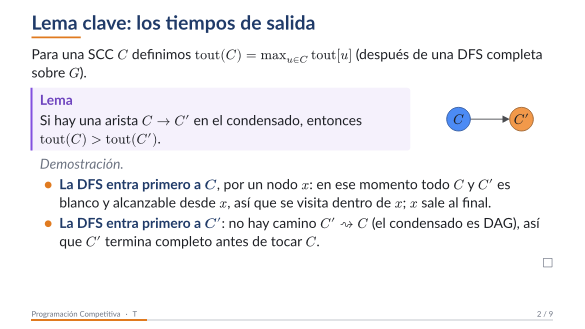 Lema clave: los tiempos de salida
Para una SCC C definimos tout(C) = max_{u∈C} tout[u] (después de una DFS completa
sobre G).
Lema
Si hay una arista C → C′ en el condensado, entonces
tout(C) > tout(C′).
C C′
Demostración.
• La DFS entra primero a C, por un nodo x: en ese momento todo C y C′ es
blanco y alcanzable desde x, así que se visita dentro de x; x sale al final.
• La DFS entra primero a C′: no hay camino C′ ⇝ C (el condensado es DAG), así
que C′ termina completo antes de tocar C.
□
Programación Competitiva · T 2 / 9